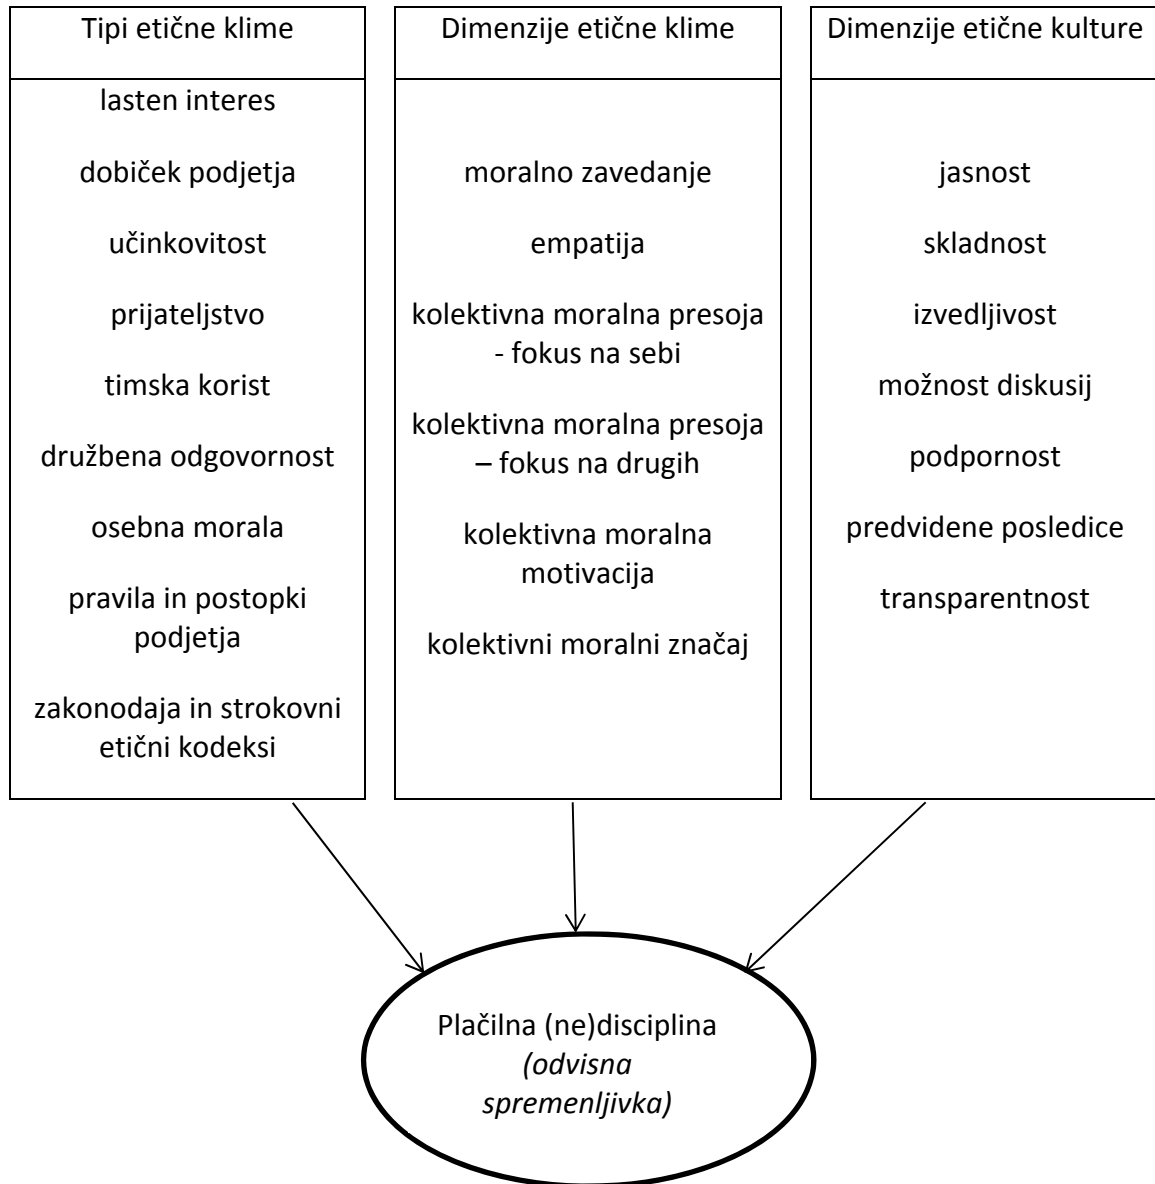 Tipi etične klime
lasten interes
dobiček podjetja
učinkovitost
prijateljstvo
timska korist
družbena odgovornost
osebna morala
pravila in postopki
podjetja
zakonodaja in strokovni
etični kodeksi
Dimenzije etične klime
moralno zavedanje
empatija
kolektivna moralna presoja
- fokus na sebi
kolektivna moralna presoja
– fokus na drugih
kolektivna moralna
motivacija
kolektivni moralni značaj
Dimenzije etične kulture
jasnost
skladnost
izvedljivost
možnost diskusij
podpornost
predvidene posledice
transparentnost
Plačilna (ne)disciplina
(odvisna
spremenljivka)